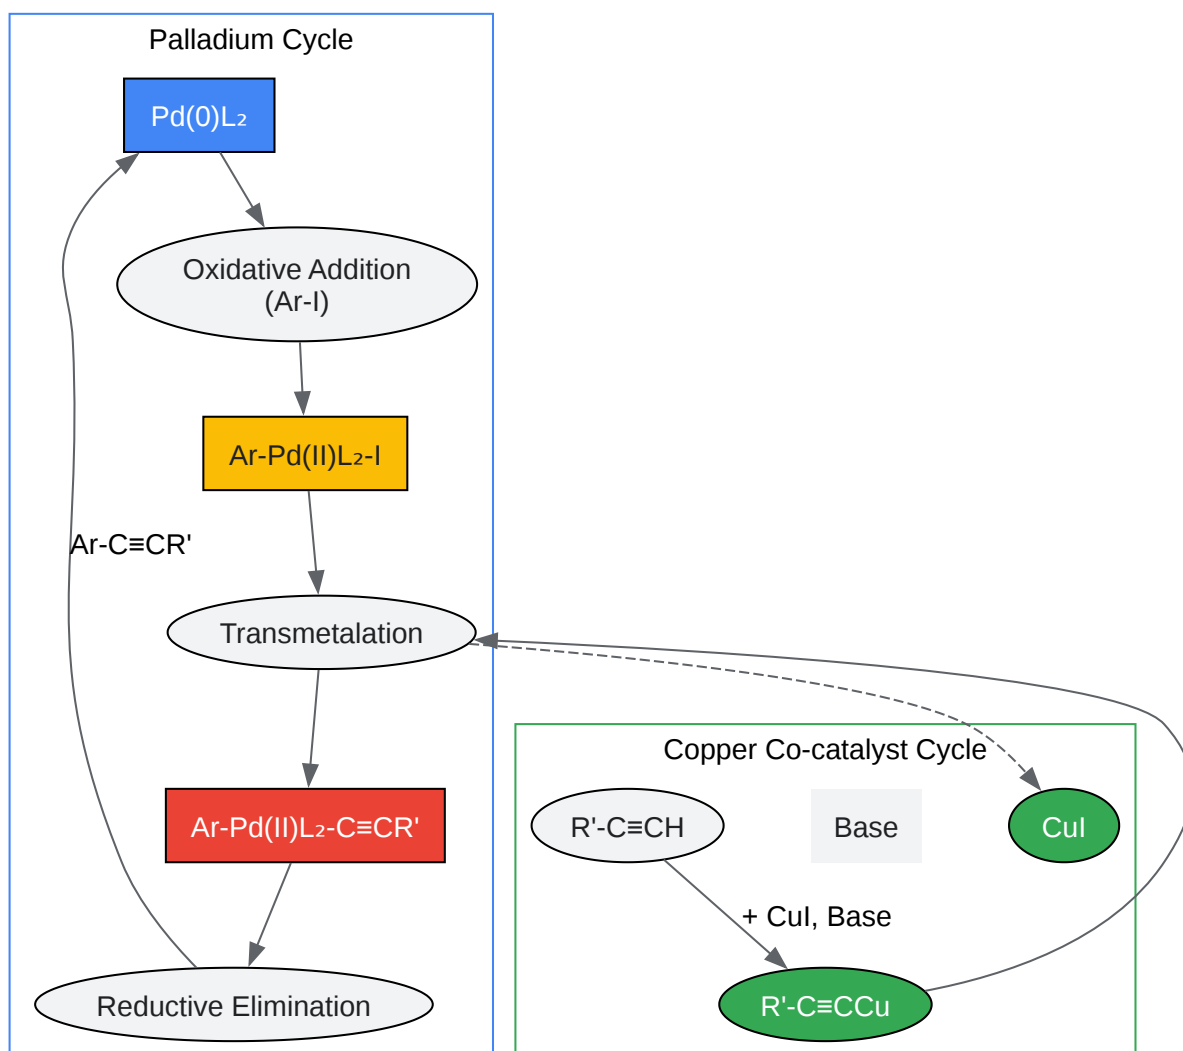 Palladium Cycle
Pd(0)L₂
Oxidative Addition
(Ar-I)
Ar-Pd(II)L₂-I
Ar-C≡CR'
Transmetalation
Ar-Pd(II)L₂-C≡CR'
Reductive Elimination
Copper Co-catalyst Cycle
R'-C≡CH
Base
CuI
+ CuI, Base
R'-C≡CCu